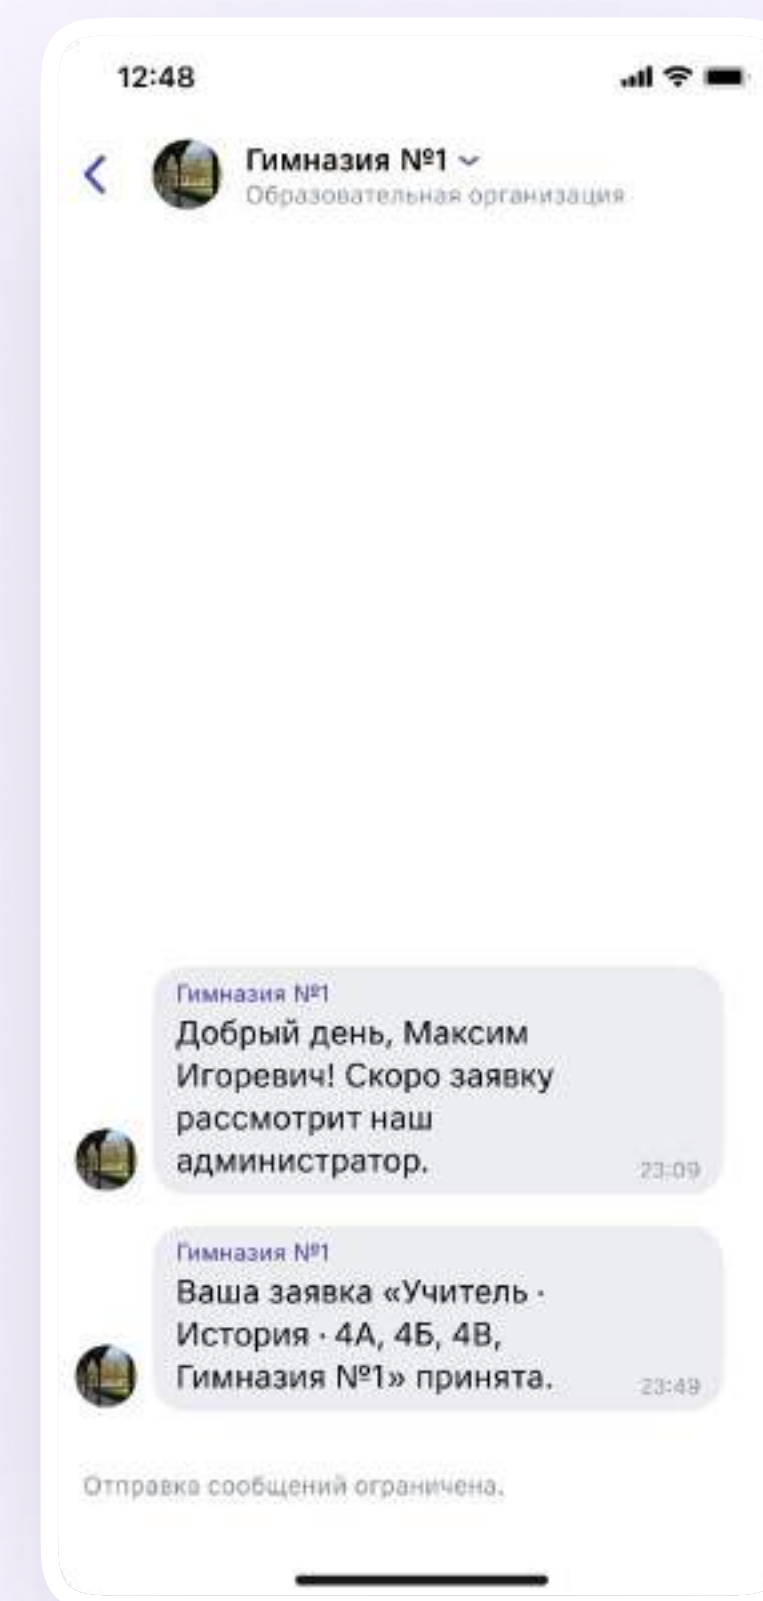 12:48
Гимназия №1
Образовательная организация
Гимназия №1
Добрый день, Максим
Игоревич! Скоро заявку
рассмотрит наш
администратор.
23:09
Гимназия №1
Ваша заявка «Учитель ·
История · 4А, 4Б, 4В,
Гимназия №1» принята.
23:49
Отправка сообщений ограничена.